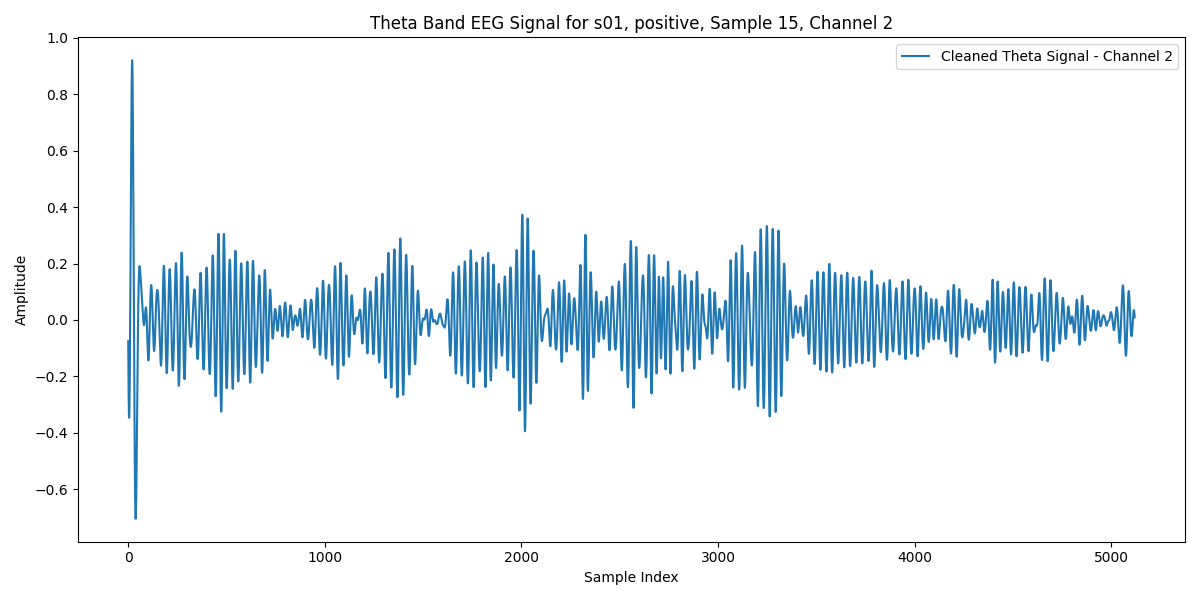 Theta Band EEG Signal for s01, positive, Sample 15, Channel 2
Cleaned Theta Signal - Channel 2
Amplitude
1.0
0.8
0.6
0.4
0.2
0.0
−0.2
−0.4
−0.6
0 1000 2000 3000 4000 5000
Sample Index